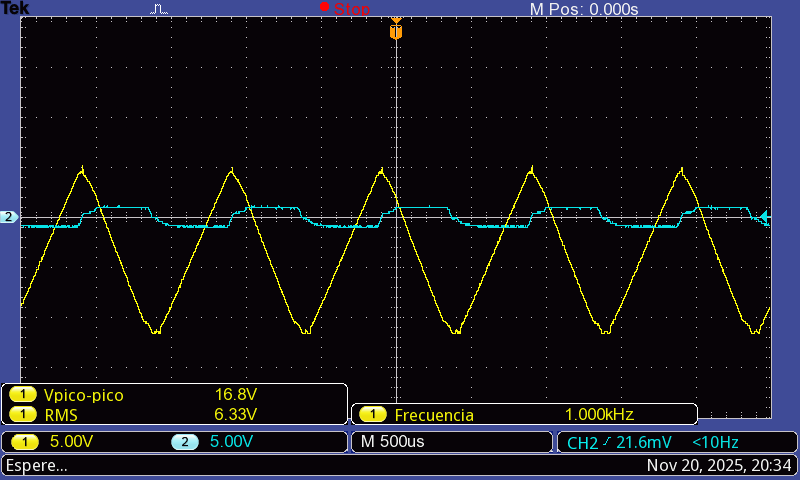 Tek Stop M Pos: 0.000s
T
2
1 Vpico-pico 16.8V
1 RMS 6.33V
1 Frecuencia 1.000kHz
1 5.00V 2 5.00V M 500us CH2 21.6mV <10Hz
Espere... Nov 20, 2025, 20:34